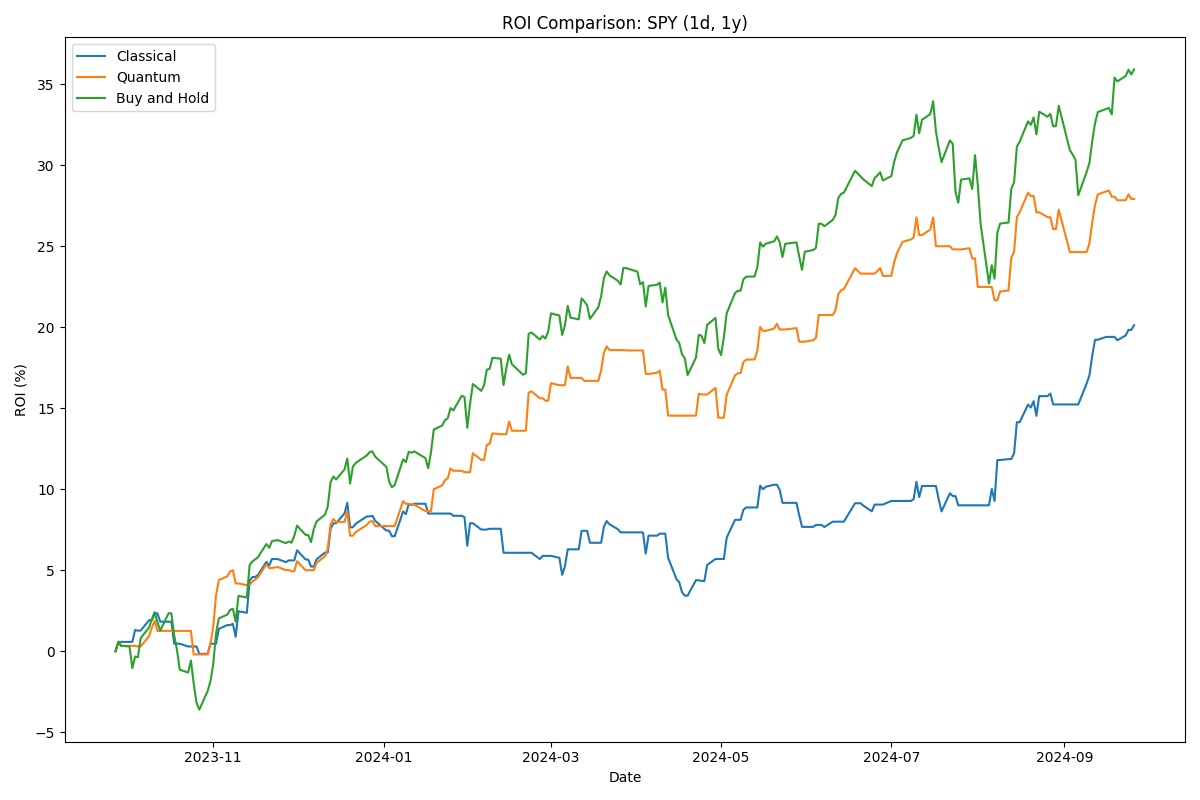 ROI Comparison: SPY (1d, 1y)
Classical
Quantum
Buy and Hold
ROI (%)
35
30
25
20
15
10
5
0
−5
2023-11
2024-01
2024-03
2024-05
2024-07
2024-09
Date